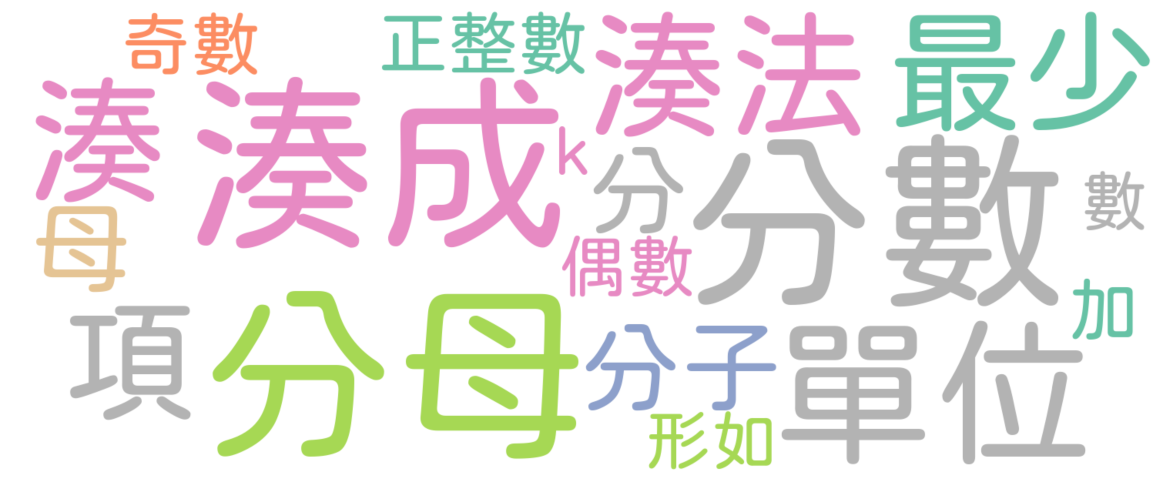 奇數
正整數
湊法
最少
湊
湊成
k
分
分數
數
母
偶數
加
項
分母
分子
單位
形如